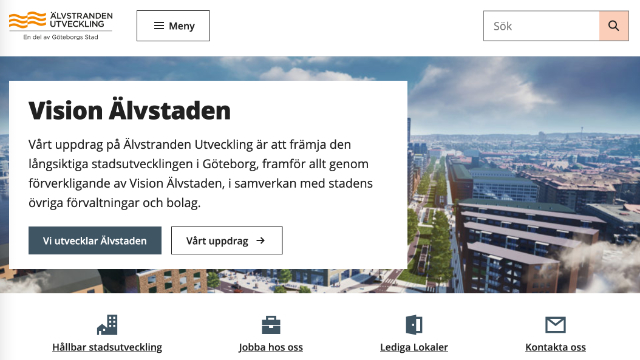 ÄLVSTRANDEN
UTVECKLING
En del av Göteborgs Stad
Meny
Sök
Vision Älvstaden
Vårt uppdrag på Älvstranden Utveckling är att främja den
långsiktiga stadsutvecklingen i Göteborg, framför allt genom
förverkligande av Vision Älvstaden, i samverkan med stadens
övriga förvaltningar och bolag.
Vi utvecklar Älvstaden
Vårt uppdrag
Hållbar stadsutveckling
Jobba hos oss
Lediga Lokaler
Kontakta oss